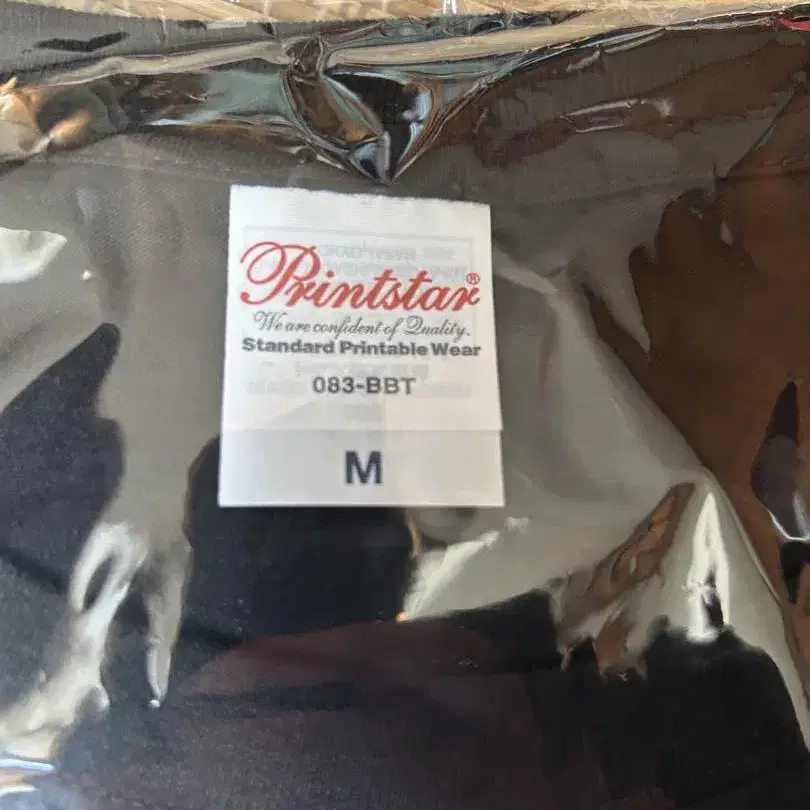 Printstar®
We are confident of Quality.
Standard Printable Wear
083-BBT
M